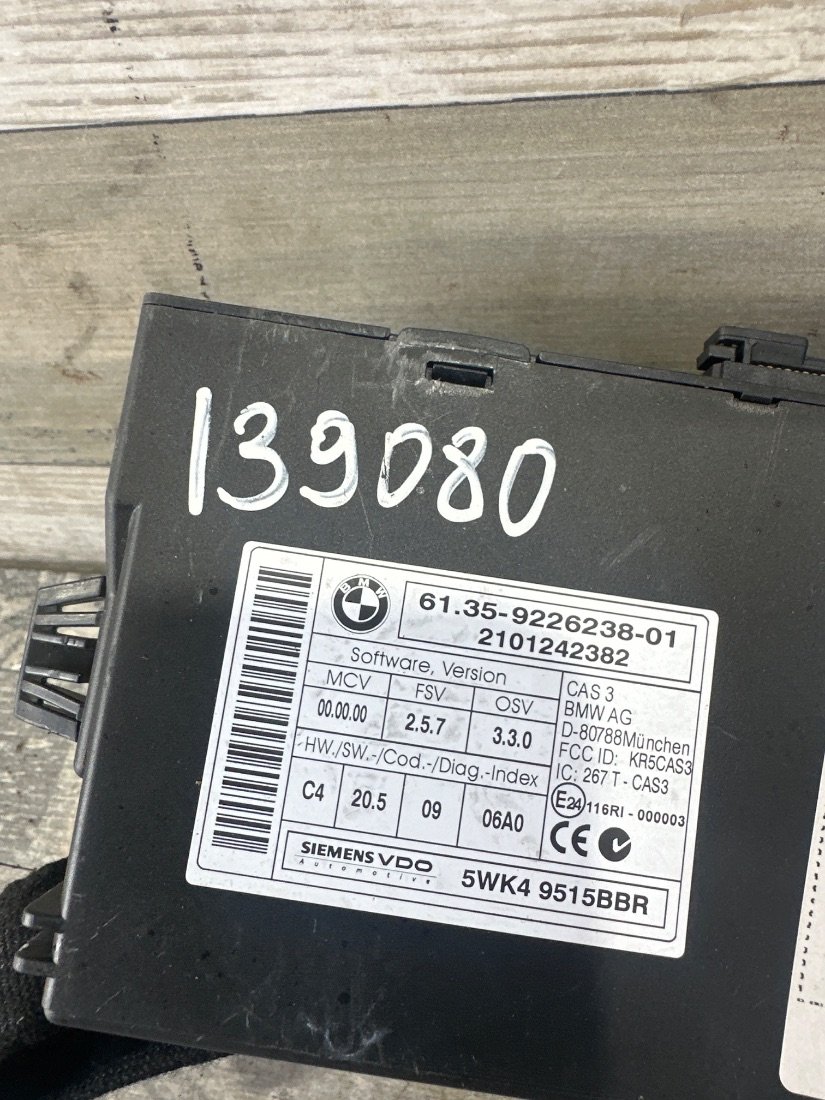 139080
BMW
61.35-9226238-01
2101242382
Software, Version
MCV FSV OSV
00.00.00 2.5.7 3.3.0
HW./SW.-/Cod.-/Diag.-Index
C4 20.5 09 06A0
CAS 3
BMW AG
D-80788München
FCC ID: KR5CAS3
IC: 267 T - CAS3
E24 116RI - 000003
CE
SIEMENS VDO
Automotive
5WK4 9515BBR